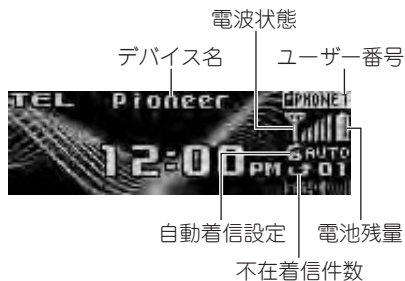 電波状態
デバイス名 ユーザー番号
TEL Pioneer PHONE1
12:00 PM AUTO
01
自動着信設定 電池残量
不在着信件数